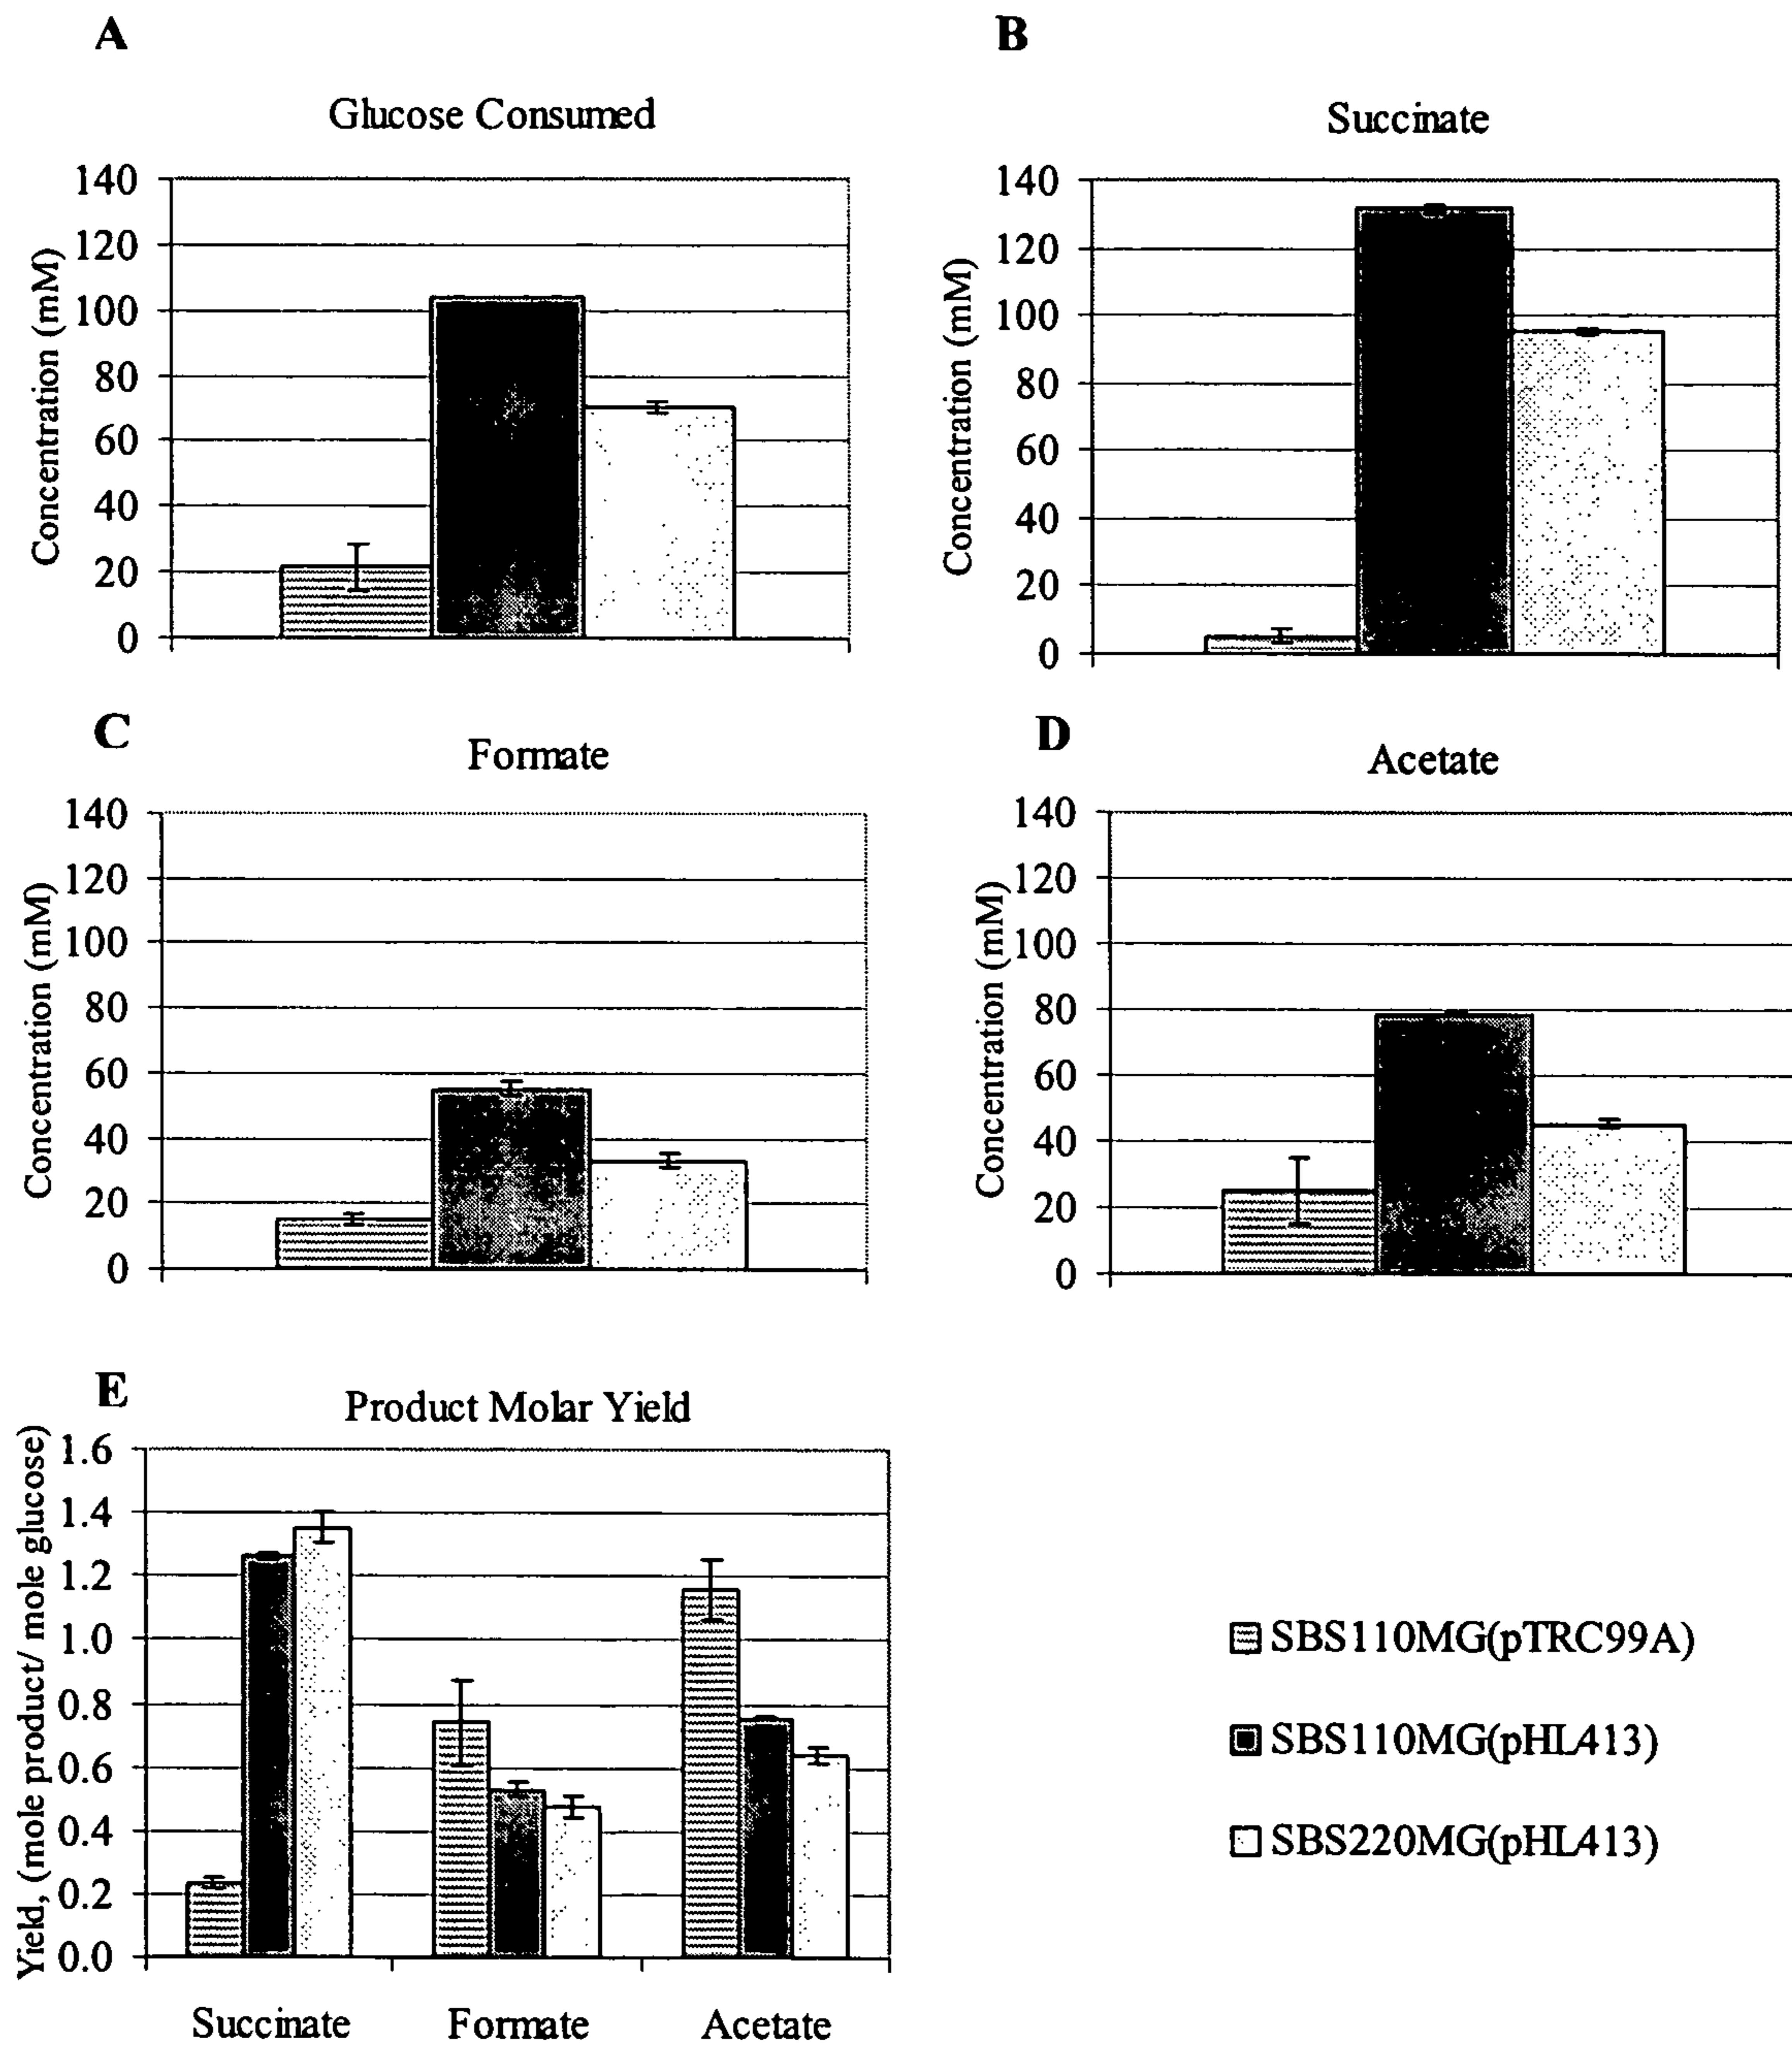 A
Glucose Consumed
Concentration (mM)
140
120
100
80
60
40
20
0
B
Succinate
Concentration (mM)
140
120
100
80
60
40
20
0
C
Formate
Concentration (mM)
140
120
100
80
60
40
20
0
D
Acetate
Concentration (mM)
140
120
100
80
60
40
20
0
E
Product Molar Yield
Yield, (mole product/ mole glucose)
1.6
1.4
1.2
1.0
0.8
0.6
0.4
0.2
0.0
Succinate Formate Acetate
SBS110MG(pTRC99A)
SBS110MG(pHL413)
SBS220MG(pHL413)